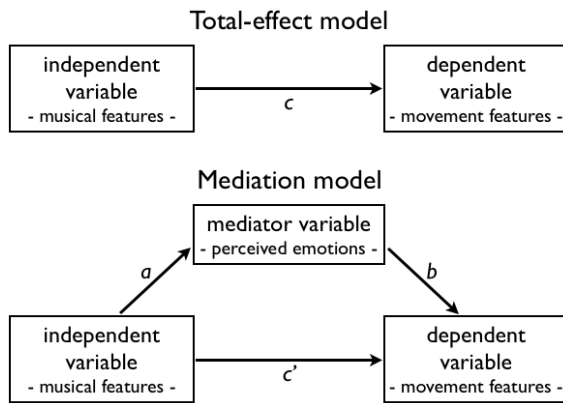 Total-effect model
independent
variable
- musical features -
c
dependent
variable
- movement features -
Mediation model
mediator variable
- perceived emotions -
a
b
independent
variable
- musical features -
c’
dependent
variable
- movement features -